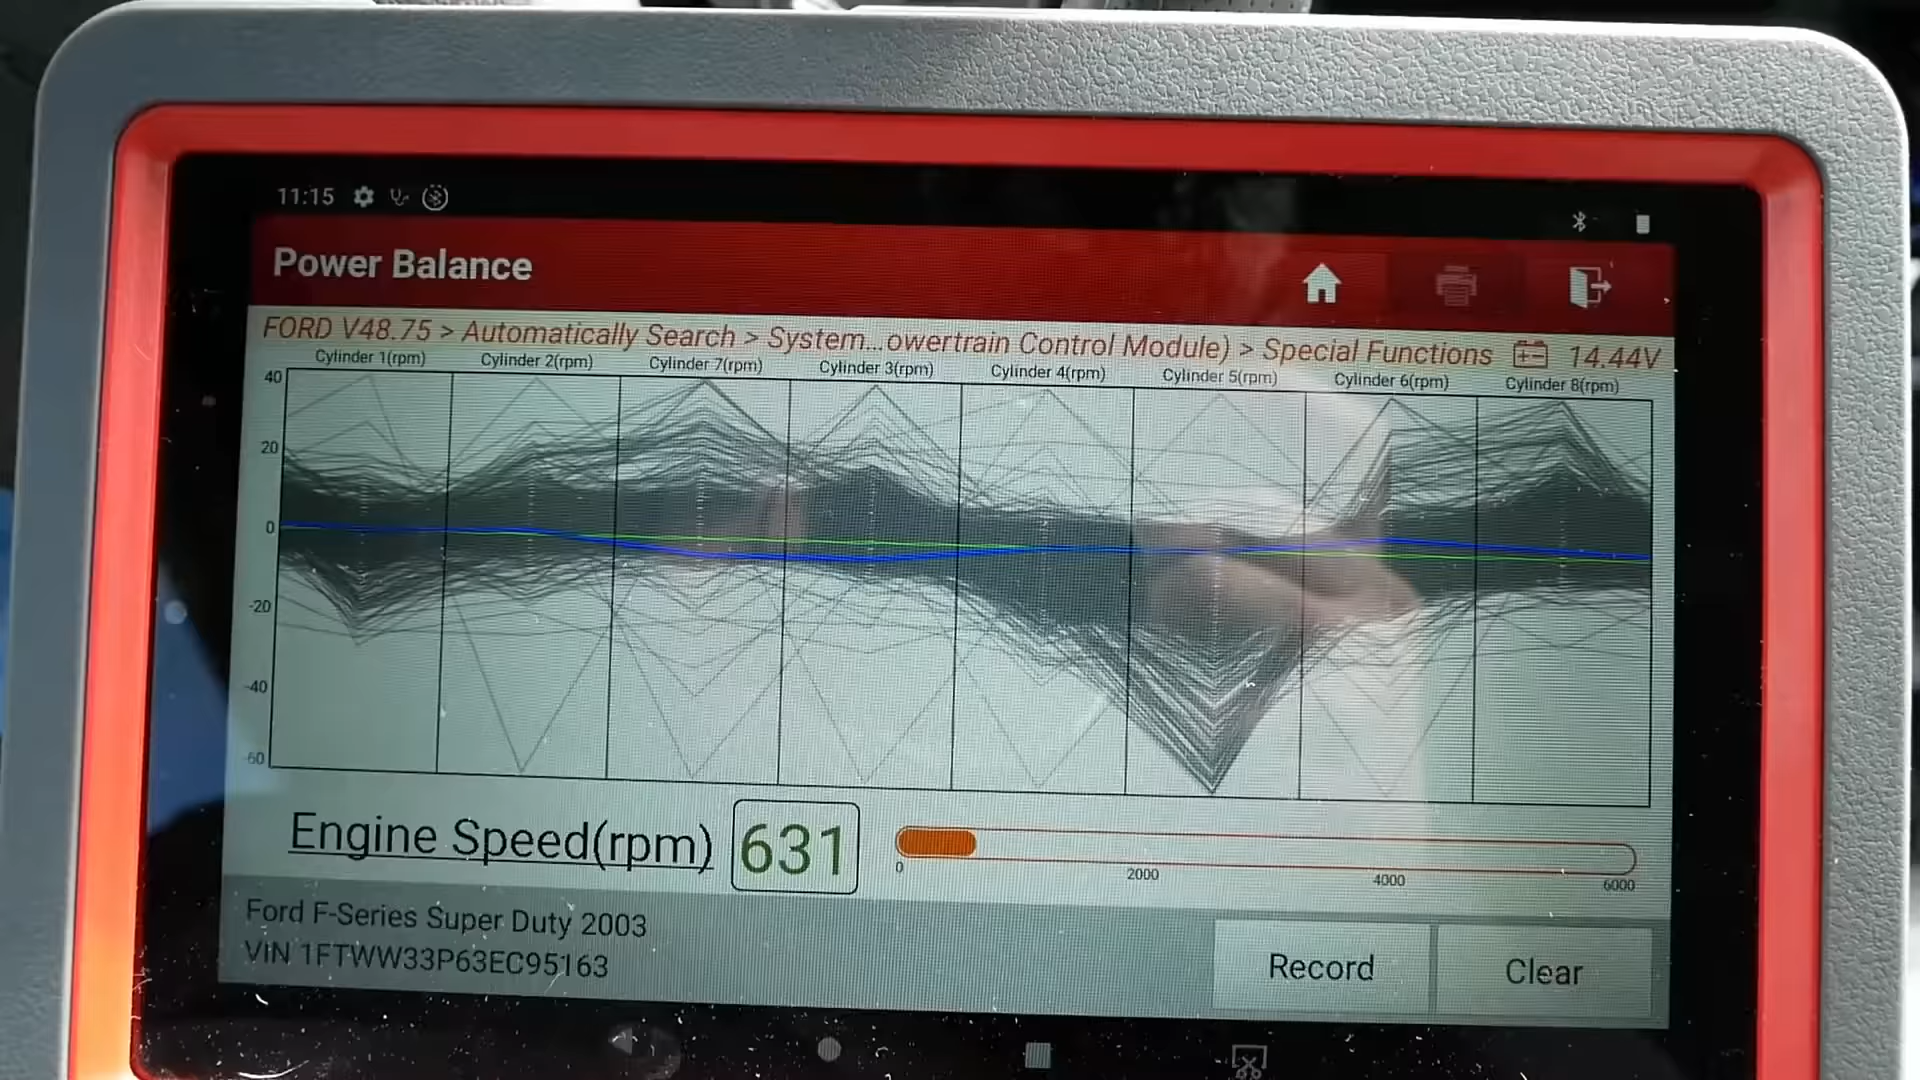 11:15
Power Balance
FORD V48.75 > Automatically Search > System...owertrain Control Module) > Special Functions 14.44V
Cylinder 1(rpm) Cylinder 2(rpm) Cylinder 7(rpm) Cylinder 3(rpm) Cylinder 4(rpm) Cylinder 5(rpm) Cylinder 6(rpm) Cylinder 8(rpm)
40
20
0
-20
-40
-60
Engine Speed(rpm) 631
0 2000 4000 6000
Ford F-Series Super Duty 2003
VIN 1FTWW33P63EC95163
Record Clear